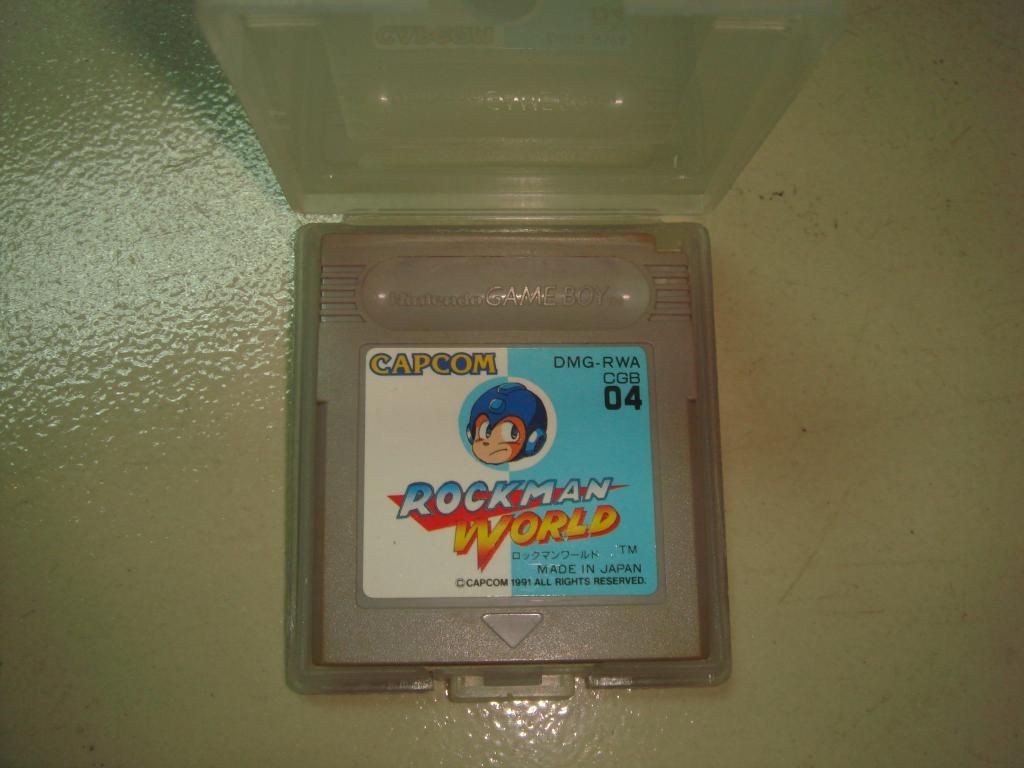 Nintendo GAME BOY TM
CAPCOM
DMG-RWA
CGB
04
ROCKMAN
WORLD
ロックマンワールド TM
MADE IN JAPAN
©CAPCOM 1991 ALL RIGHTS RESERVED.